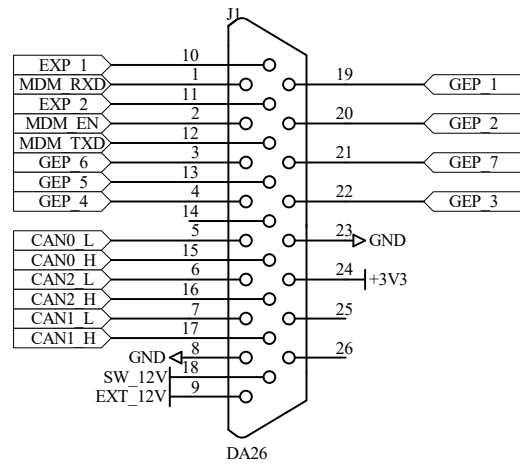 J1
EXP_1 10
MDM_RXD 1 19 GEP_1
EXP_2 11
MDM_EN 2 20 GEP_2
MDM_TXD 12
GEP_6 3 21 GEP_7
GEP_5 13
GEP_4 4 22 GEP_3
14
CAN0_L 5 23 GND
CAN0_H 15
CAN2_L 6 24 +3V3
CAN2_H 16
CAN1_L 7 25
CAN1_H 17
GND 8 26
SW_12V 18
EXT_12V 9
DA26